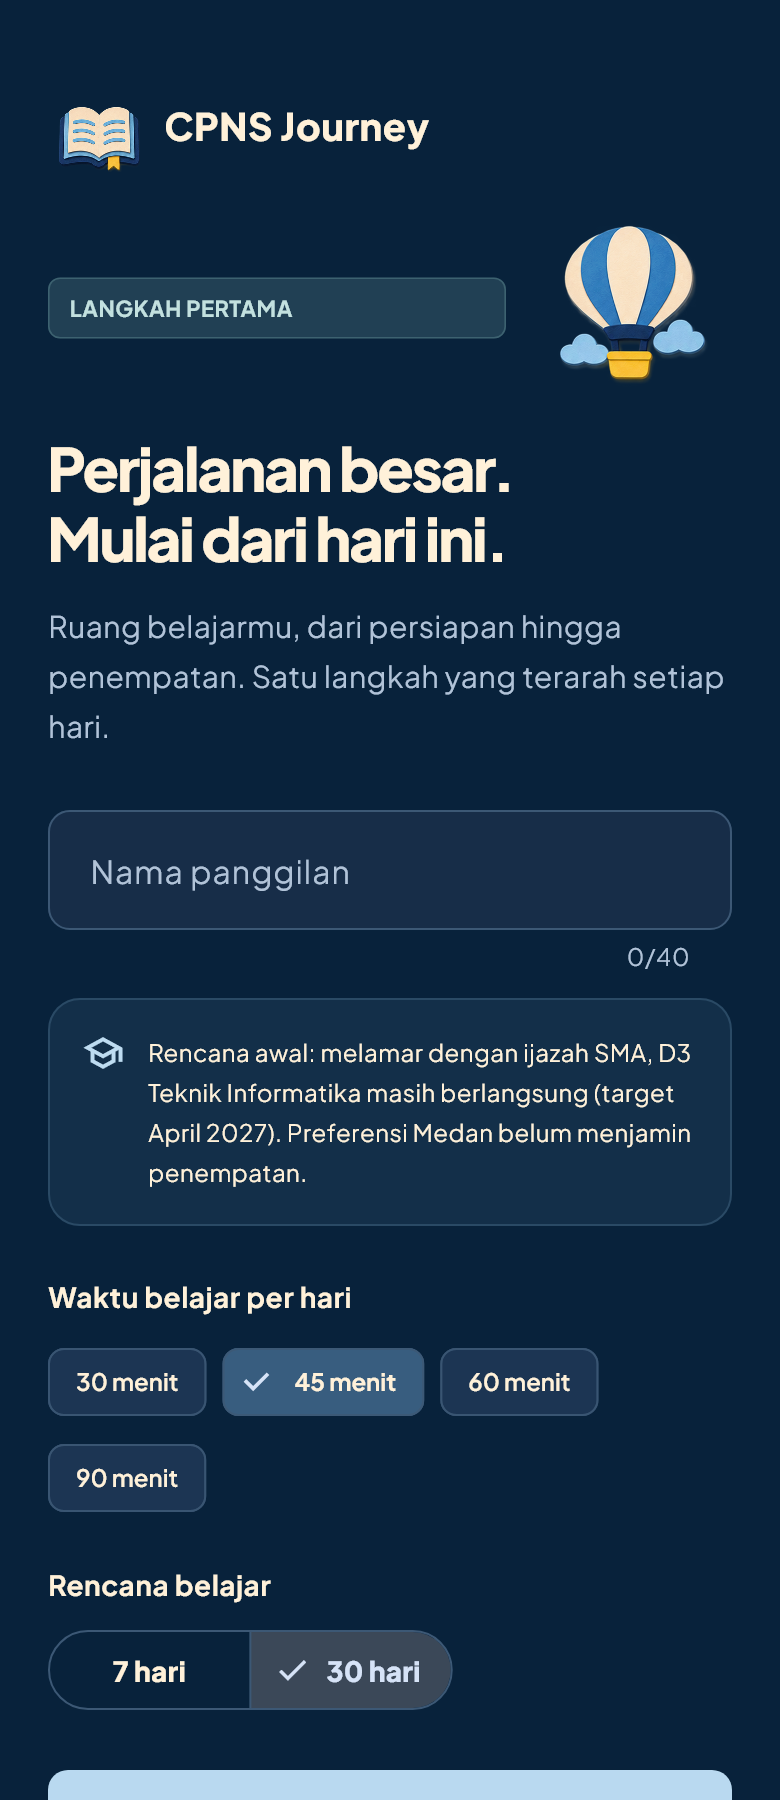 CPNS Journey
LANGKAH PERTAMA
Perjalanan besar.
Mulai dari hari ini.
Ruang belajarmu, dari persiapan hingga
penempatan. Satu langkah yang terarah setiap
hari.
Nama panggilan
0/40
Rencana awal: melamar dengan ijazah SMA, D3
Teknik Informatika masih berlangsung (target
April 2027). Preferensi Medan belum menjamin
penempatan.
Waktu belajar per hari
30 menit
45 menit
60 menit
90 menit
Rencana belajar
7 hari
30 hari